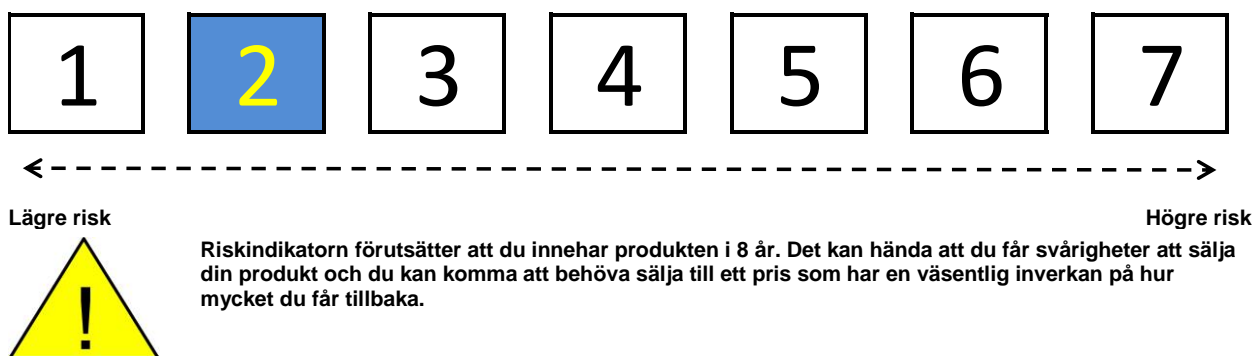 1 2 3 4 5 6 7
Lägre risk Högre risk
Riskindikatorn förutsätter att du innehar produkten i 8 år. Det kan hända att du får svårigheter att sälja
din produkt och du kan komma att behöva sälja till ett pris som har en väsentlig inverkan på hur
mycket du får tillbaka.
!